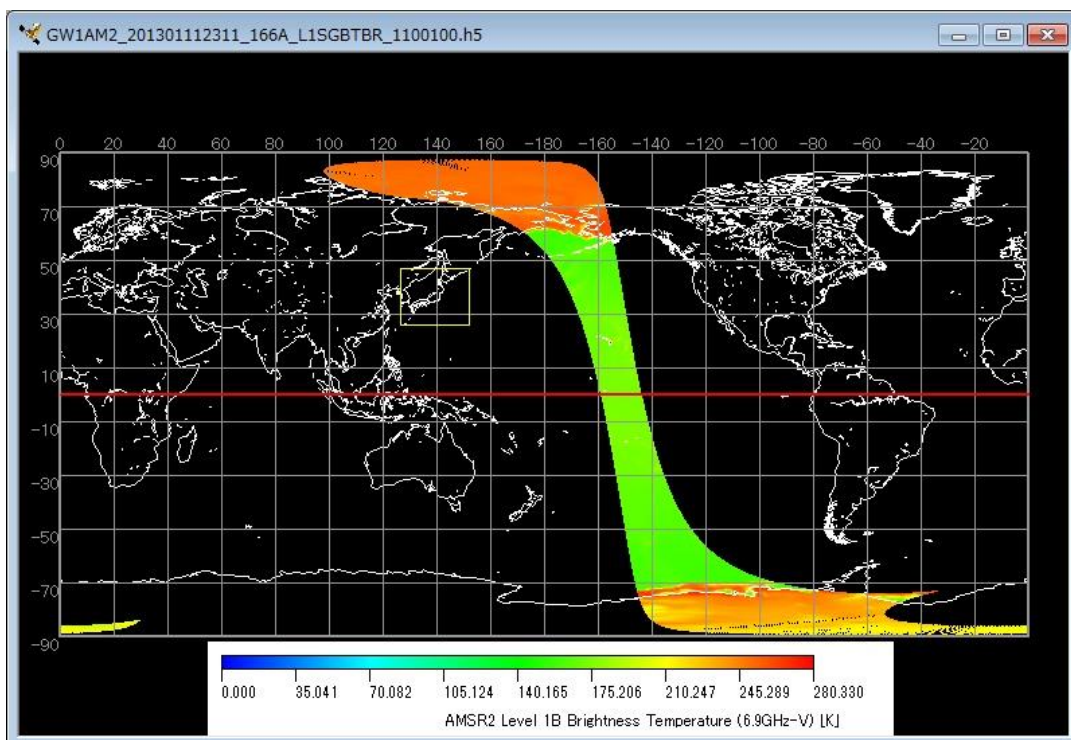 GW1AM2_201301112311_166A_L1SGBTBR_1100100.h5
0 20 40 60 80 100 120 140 160 -180 -160 -140 -120 -100 -80 -60 -40 -20
90
70
50
30
10
-10
-30
-50
-70
-90
0.000 35.041 70.082 105.124 140.165 175.206 210.247 245.289 280.330
AMSR2 Level 1B Brightness Temperature (6.9GHz-V) [K]